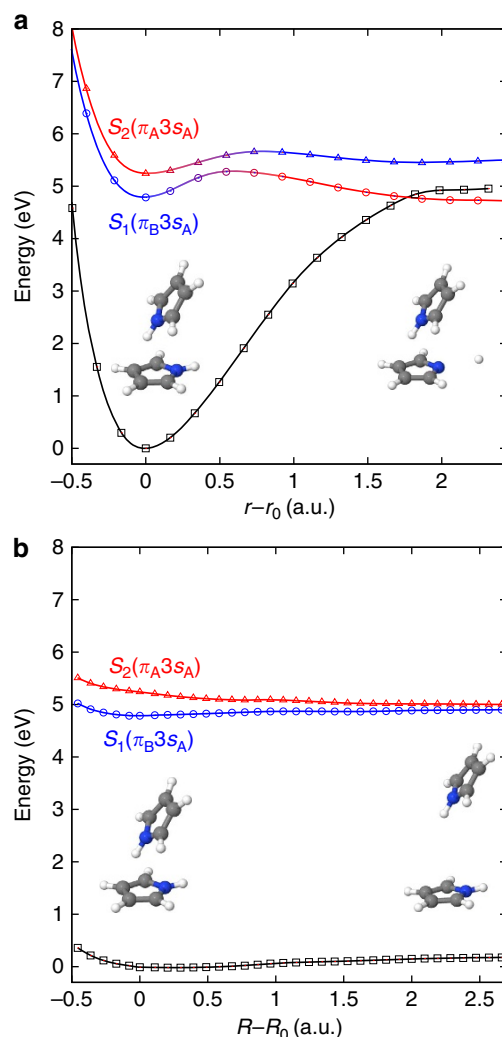 a
8
7
6
5
4
3
2
1
0
Energy (eV)
S2(πA3sA)
S1(πB3sA)
−0.5 0 0.5 1 1.5 2
r−r0 (a.u.)
b
8
7
6
5
4
3
2
1
0
Energy (eV)
S2(πA3sA)
S1(πB3sA)
−0.5 0 0.5 1 1.5 2 2.5
R−R0 (a.u.)